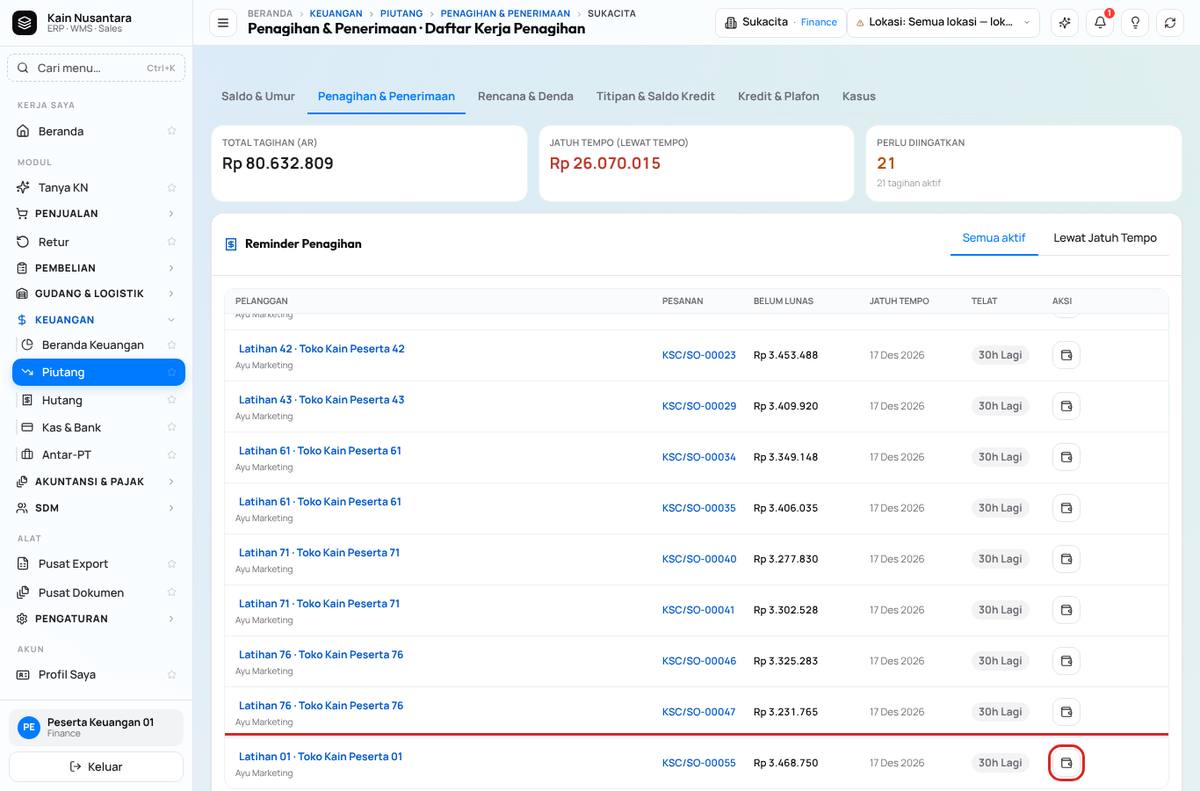 Kain Nusantara
ERP · WMS · Sales
Cari menu... Ctrl+K
KERJA SAYA
Beranda
MODUL
Tanya KN
PENJUALAN
Retur
PEMBELIAN
GUDANG & LOGISTIK
KEUANGAN
Beranda Keuangan
Piutang
Hutang
Kas & Bank
Antar-PT
AKUNTANSI & PAJAK
SDM
ALAT
Pusat Export
Pusat Dokumen
PENGATURAN
AKUN
Profil Saya
PE Peserta Keuangan 01
Finance
Keluar
BERANDA > KEUANGAN > PIUTANG > PENAGIHAN & PENERIMAAN > SUKACITA
Penagihan & Penerimaan · Daftar Kerja Penagihan
Sukacita · Finance
Lokasi: Semua lokasi — lok...
1
Saldo & Umur Penagihan & Penerimaan Rencana & Denda Titipan & Saldo Kredit Kredit & Plafon Kasus
TOTAL TAGIHAN (AR)
Rp 80.632.809
JATUH TEMPO (LEWAT TEMPO)
Rp 26.070.015
PERLU DIINGATKAN
21
21 tagihan aktif
Reminder Penagihan
Semua aktif Lewat Jatuh Tempo
PELANGGAN PESANAN BELUM LUNAS JATUH TEMPO TELAT AKSI
Ayu Marketing
Latihan 42 · Toko Kain Peserta 42 KSC/SO-00023 Rp 3.453.488 17 Des 2026 30h Lagi
Ayu Marketing
Latihan 43 · Toko Kain Peserta 43 KSC/SO-00029 Rp 3.409.920 17 Des 2026 30h Lagi
Ayu Marketing
Latihan 61 · Toko Kain Peserta 61 KSC/SO-00034 Rp 3.349.148 17 Des 2026 30h Lagi
Ayu Marketing
Latihan 61 · Toko Kain Peserta 61 KSC/SO-00035 Rp 3.406.035 17 Des 2026 30h Lagi
Ayu Marketing
Latihan 71 · Toko Kain Peserta 71 KSC/SO-00040 Rp 3.277.830 17 Des 2026 30h Lagi
Ayu Marketing
Latihan 71 · Toko Kain Peserta 71 KSC/SO-00041 Rp 3.302.528 17 Des 2026 30h Lagi
Ayu Marketing
Latihan 76 · Toko Kain Peserta 76 KSC/SO-00046 Rp 3.325.283 17 Des 2026 30h Lagi
Ayu Marketing
Latihan 76 · Toko Kain Peserta 76 KSC/SO-00047 Rp 3.231.765 17 Des 2026 30h Lagi
Ayu Marketing
Latihan 01 · Toko Kain Peserta 01 KSC/SO-00055 Rp 3.468.750 17 Des 2026 30h Lagi
Ayu Marketing